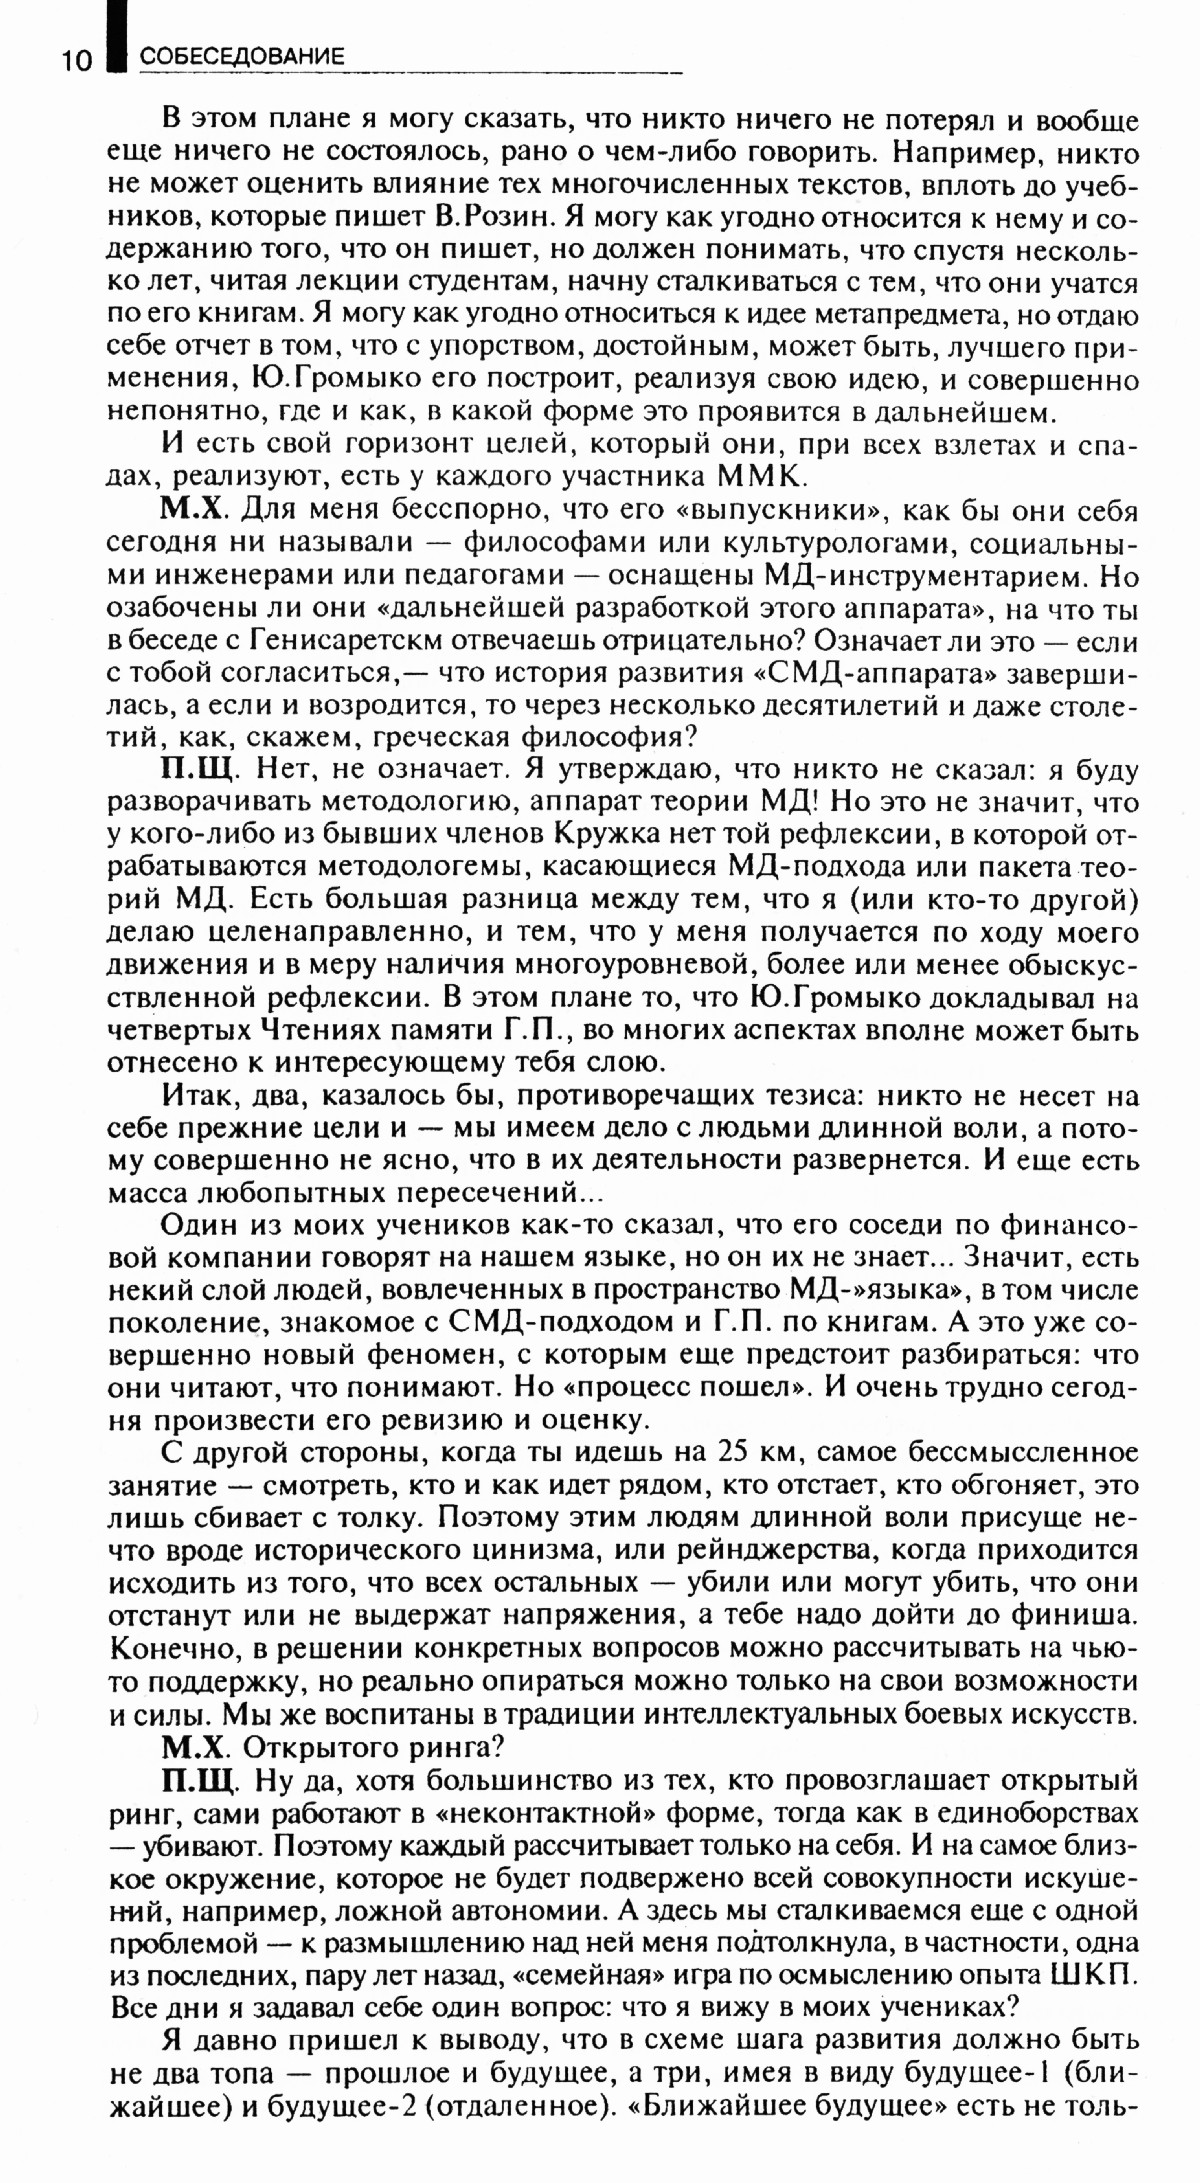 10 СОБЕСЕДОВАНИЕ
В этом плане я могу сказать, что никто ничего не потерял и вообще
еще ничего не состоялось, рано о чем-либо говорить. Например, никто
не может оценить влияние тех многочисленных текстов, вплоть до учеб-
ников, которые пишет В.Розин. Я могу как угодно относится к нему и со-
держанию того, что он пишет, но должен понимать, что спустя несколь-
ко лет, читая лекции студентам, начну сталкиваться с тем, что они учатся
по его книгам. Я могу как угодно относиться к идее метапредмета, но отдаю
себе отчет в том, что с упорством, достойным, может быть, лучшего при-
менения, Ю.Громыко его построит, реализуя свою идею, и совершенно
непонятно, где и как, в какой форме это проявится в дальнейшем.
И есть свой горизонт целей, который они, при всех взлетах и спа-
дах, реализуют, есть у каждого участника ММК.
М.Х. Для меня бесспорно, что его «выпускники», как бы они себя
сегодня ни называли — философами или культурологами, социальны-
ми инженерами или педагогами — оснащены МД-инструментарием. Но
озабочены ли они «дальнейшей разработкой этого аппарата», на что ты
в беседе с Генисаретскм отвечаешь отрицательно? Означает ли это — если
с тобой согласиться,— что история развития «СМД-аппарата» заверши-
лась, а если и возродится, то через несколько десятилетий и даже столе-
тий, как, скажем, греческая философия?
П.Щ. Нет, не означает. Я утверждаю, что никто не сказал: я буду
разворачивать методологию, аппарат теории МД! Но это не значит, что
у кого-либо из бывших членов Кружка нет той рефлексии, в которой от-
рабатываются методологемы, касающиеся МД-подхода или пакета тео-
рий МД. Есть большая разница между тем, что я (или кто-то другой)
делаю целенаправленно, и тем, что у меня получается по ходу моего
движения и в меру наличия многоуровневой, более или менее обыскус-
ствленной рефлексии. В этом плане то, что Ю.Громыко докладывал на
четвертых Чтениях памяти Г.П., во многих аспектах вполне может быть
отнесено к интересующему тебя слою.
Итак, два, казалось бы, противоречащих тезиса: никто не несет на
себе прежние цели и — мы имеем дело с людьми длинной воли, а пото-
му совершенно не ясно, что в их деятельности развернется. И еще есть
масса любопытных пересечений...
Один из моих учеников как-то сказал, что его соседи по финансо-
вой компании говорят на нашем языке, но он их не знает... Значит, есть
некий слой людей, вовлеченных в пространство МД-»языка», в том числе
поколение, знакомое с СМД-подходом и Г.П. по книгам. А это уже со-
вершенно новый феномен, с которым еще предстоит разбираться: что
они читают, что понимают. Но «процесс пошел». И очень трудно сегод-
ня произвести его ревизию и оценку.
С другой стороны, когда ты идешь на 25 км, самое бессмыссленное
занятие — смотреть, кто и как идет рядом, кто отстает, кто обгоняет, это
лишь сбивает с толку. Поэтому этим людям длинной воли присуще не-
что вроде исторического цинизма, или рейнджерства, когда приходится
исходить из того, что всех остальных — убили или могут убить, что они
отстанут или не выдержат напряжения, а тебе надо дойти до финиша.
Конечно, в решении конкретных вопросов можно рассчитывать на чью-
то поддержку, но реально опираться можно только на свои возможности
и силы. Мы же воспитаны в традиции интеллектуальных боевых искусств.
М.Х. Открытого ринга?
П.Щ. Ну да, хотя большинство из тех, кто провозглашает открытый
ринг, сами работают в «неконтактной» форме, тогда как в единоборствах
— убивают. Поэтому каждый рассчитывает только на себя. И на самое близ-
кое окружение, которое не будет подвержено всей совокупности искуше-
ний, например, ложной автономии. А здесь мы сталкиваемся еще с одной
проблемой — к размышлению над ней меня подтолкнула, в частности, одна
из последних, пару лет назад, «семейная» игра по осмыслению опыта ШКП.
Все дни я задавал себе один вопрос: что я вижу в моих учениках?
Я давно пришел к выводу, что в схеме шага развития должно быть
не два топа — прошлое и будущее, а три, имея в виду будущее-1 (бли-
жайшее) и будущее-2 (отдаленное). «Ближайшее будущее» есть не толь-